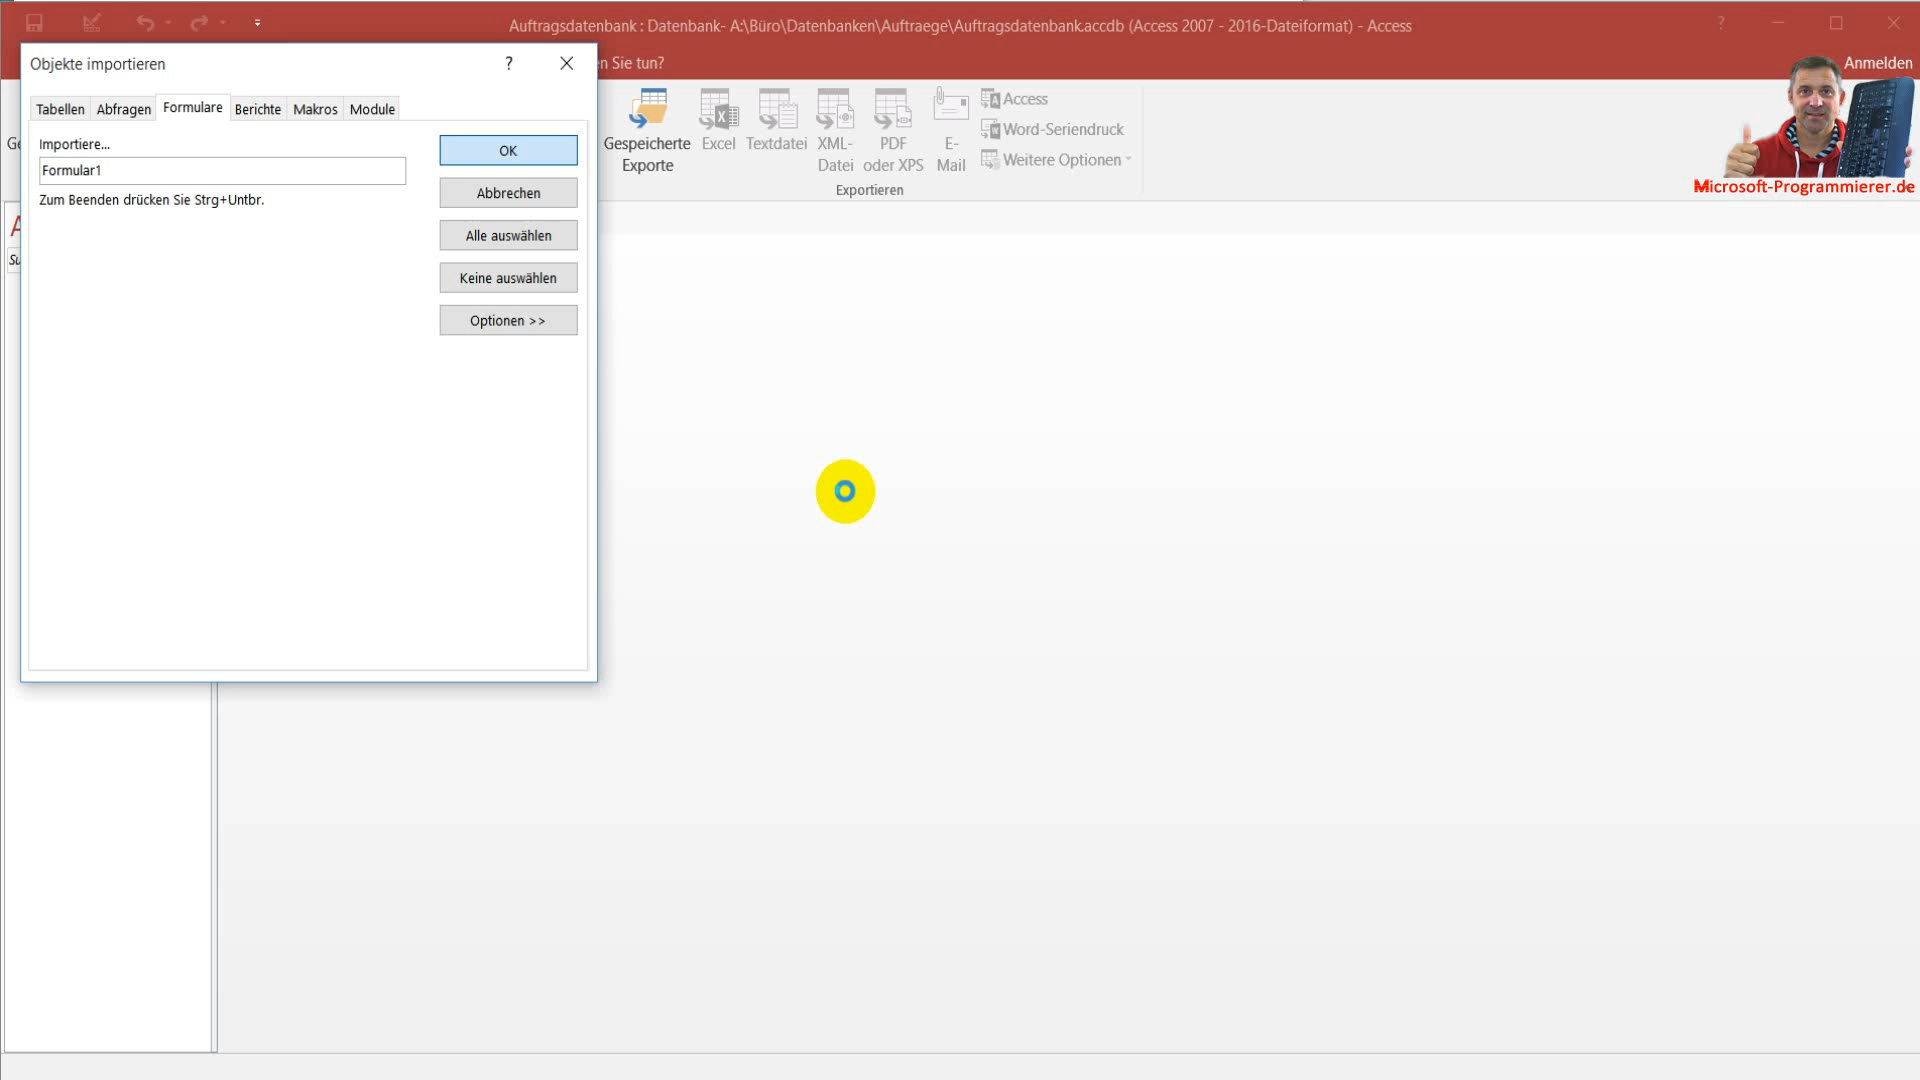 Auftragsdatenbank : Datenbank- A:\Büro\Datenbanken\Auftraege\Auftragsdatenbank.accdb (Access 2007 - 2016-Dateiformat) - Access
?
Objekte importieren
?
n Sie tun?
Anmelden
Tabellen
Abfragen
Formulare
Berichte
Makros
Module
Importiere...
Formular1
Zum Beenden drücken Sie Strg+Untbr.
OK
Abbrechen
Alle auswählen
Keine auswählen
Optionen >>
Gespeicherte
Exporte
Excel
Textdatei
XML-
Datei
PDF
oder XPS
E-
Mail
Access
Word-Seriendruck
Weitere Optionen
Exportieren
Microsoft-Programmierer.de